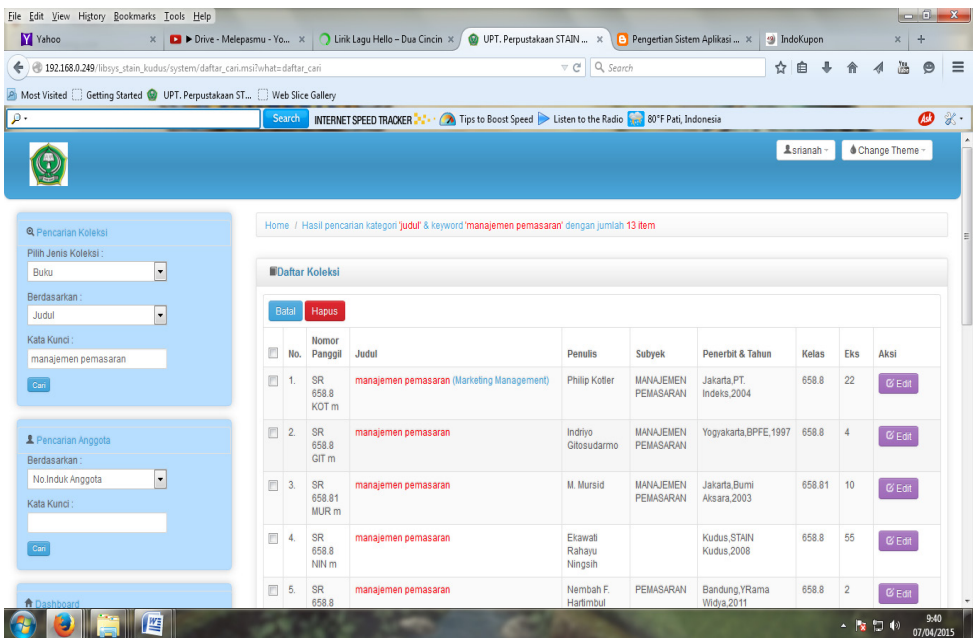 File Edit View History Bookmarks Tools Help
Yahoo × Drive - Melepasmu - Yo... × Lirik Lagu Hello – Dua Cincin × UPT. Perpustakaan STAIN ... × Pengertian Sistem Aplikasi ... × IndoKupon × +
192.168.0.249/libsys_stain_kudus/system/daftar_cari.msi?what=daftar_cari Search
Most Visited Getting Started UPT. Perpustakaan ST... Web Slice Gallery
Search INTERNET SPEED TRACKER Tips to Boost Speed Listen to the Radio 80°F Pati, Indonesia Ask
srianah Change Theme
Pencarian Koleksi
Pilih Jenis Koleksi :
Buku
Berdasarkan :
Judul
Kata Kunci :
manajemen pemasaran
Cari
Pencarian Anggota
Berdasarkan :
No.Induk Anggota
Kata Kunci :
Cari
Dashboard
Home / Hasil pencarian kategori 'judul' & keyword 'manajemen pemasaran' dengan jumlah 13 item
Daftar Koleksi
Batal Hapus
No. Nomor Panggil Judul Penulis Subyek Penerbit & Tahun Kelas Eks Aksi
1. SR manajemen pemasaran (Marketing Management) Philip Kotler MANAJEMEN Jakarta,PT. 658.8 22 Edit
658.8 PEMASARAN Indeks,2004
KOT m
2. SR manajemen pemasaran Indriyo MANAJEMEN Yogyakarta,BPFE,1997 658.8 4 Edit
658.8 Gitosudarmo PEMASARAN
GIT m
3. SR manajemen pemasaran M. Mursid MANAJEMEN Jakarta,Bumi 658.81 10 Edit
658.81 PEMASARAN Aksara,2003
MUR m
4. SR manajemen pemasaran Ekawati Kudus,STAIN 658.8 55 Edit
658.8 Rahayu Kudus,2008
NIN m Ningsih
5. SR manajemen pemasaran Nembah F. PEMASARAN Bandung,YRama 658.8 2 Edit
658.8 Hartimbul Widya,2011
9:40
07/04/2015